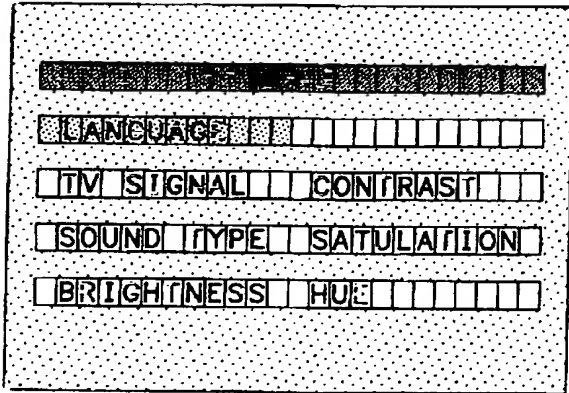 LANGUAGE
TV SIGNAL CONTRAST
SOUND TYPE SATULATION
BRIGHTNESS HUE